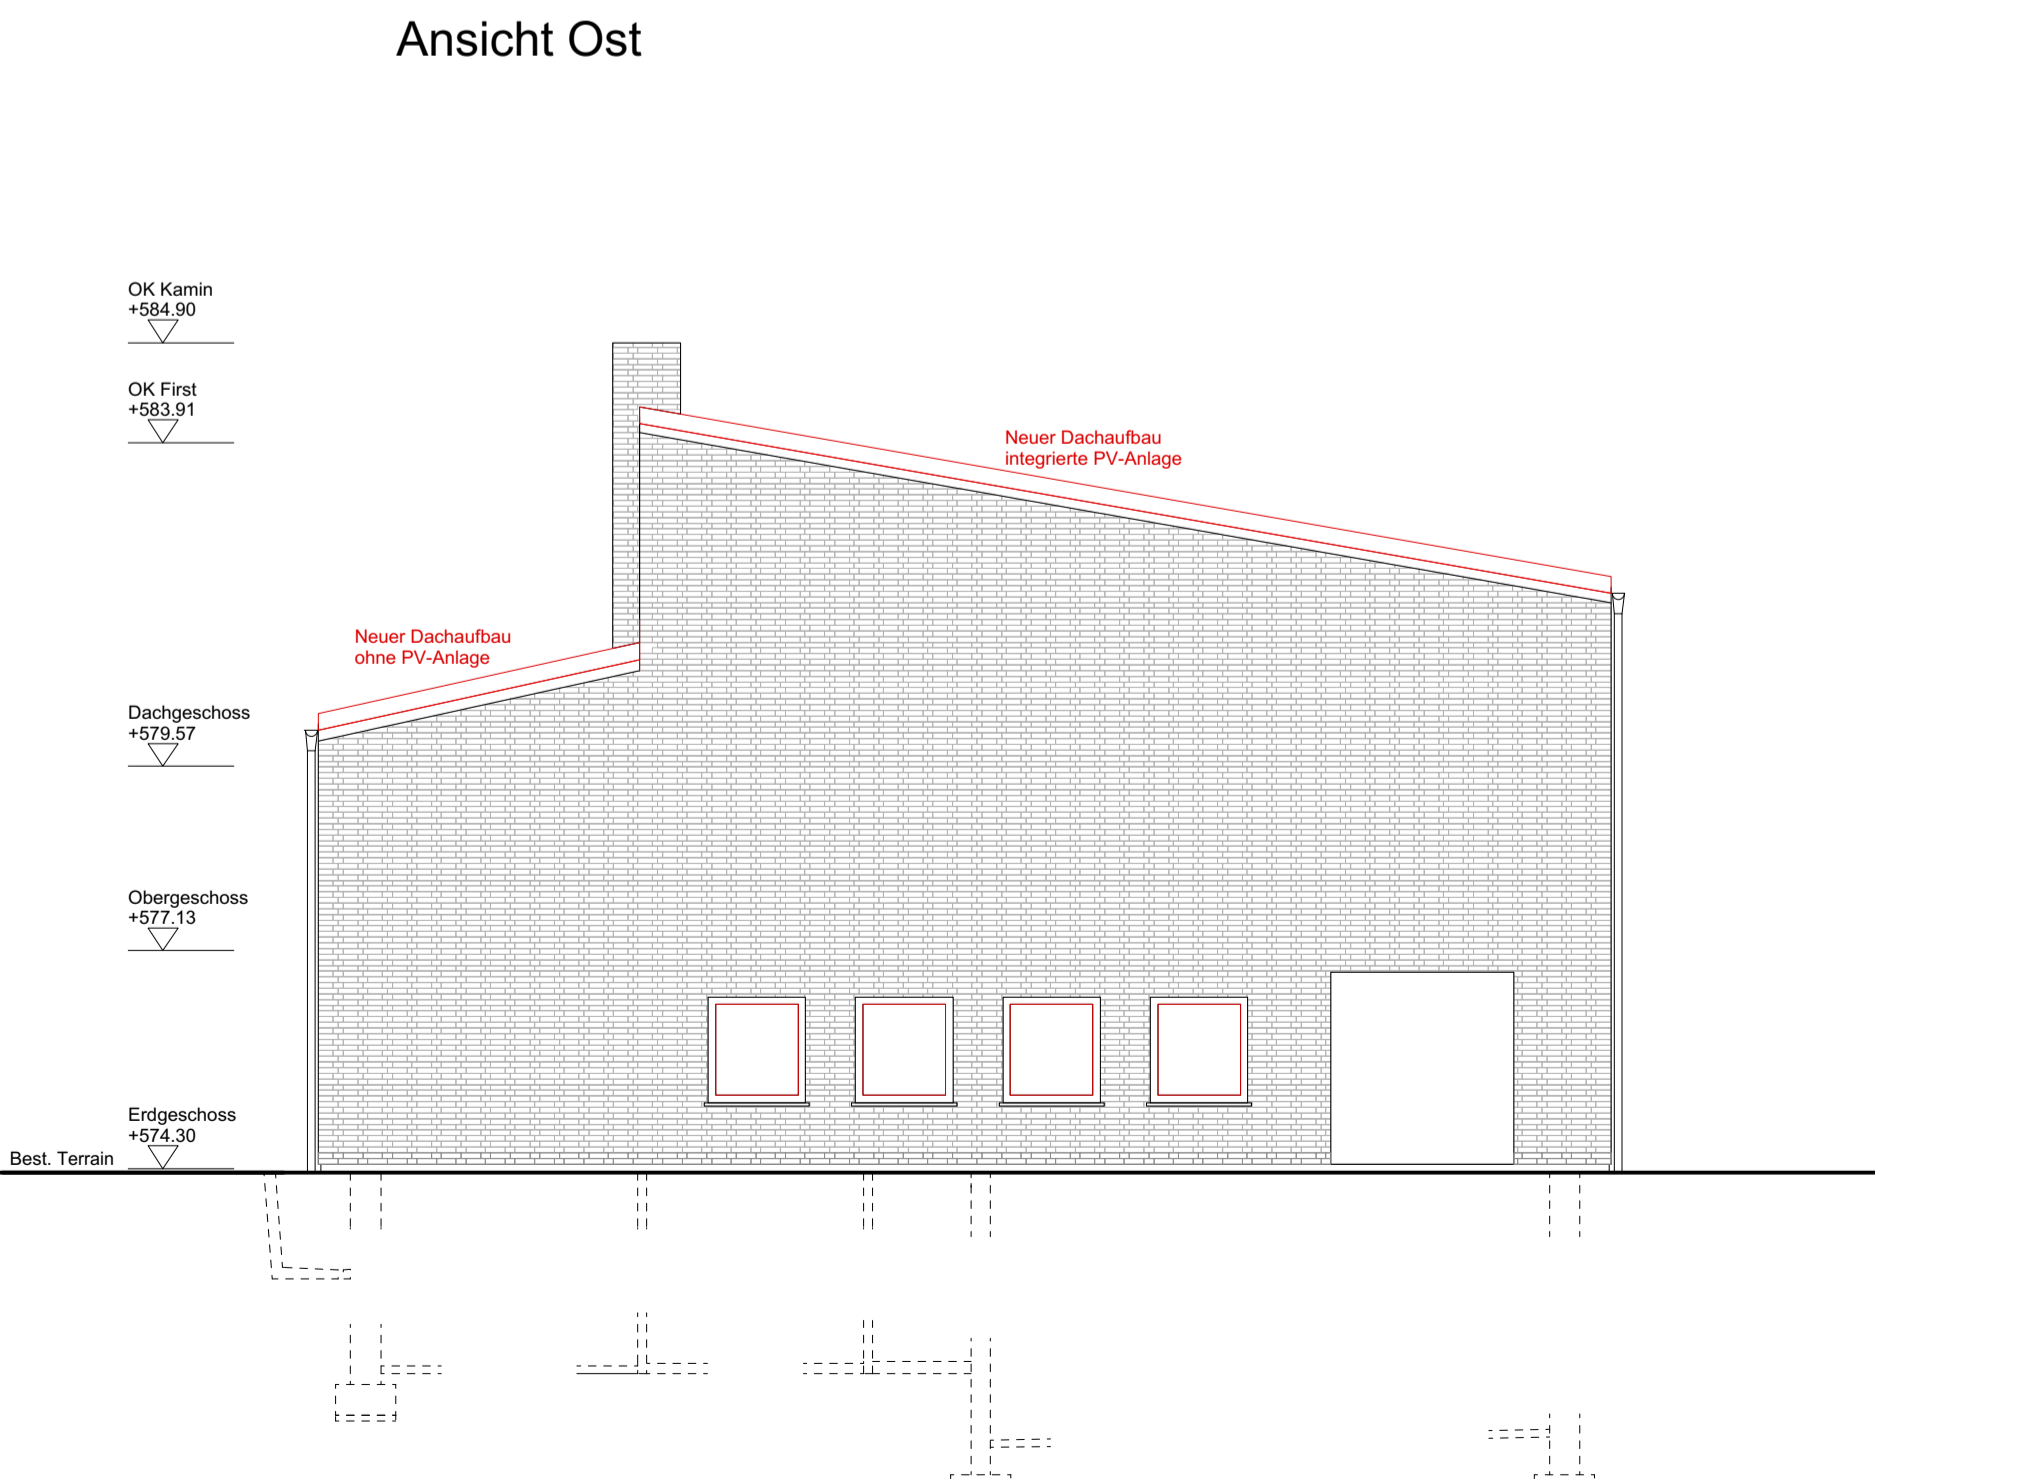 Ansicht Ost
OK Kamin
+584.90
OK First
+583.91
Neuer Dachaufbau
integrierte PV-Anlage
Neuer Dachaufbau
ohne PV-Anlage
Dachgeschoss
+579.57
Obergeschoss
+577.13
Erdgeschoss
+574.30
Best. Terrain